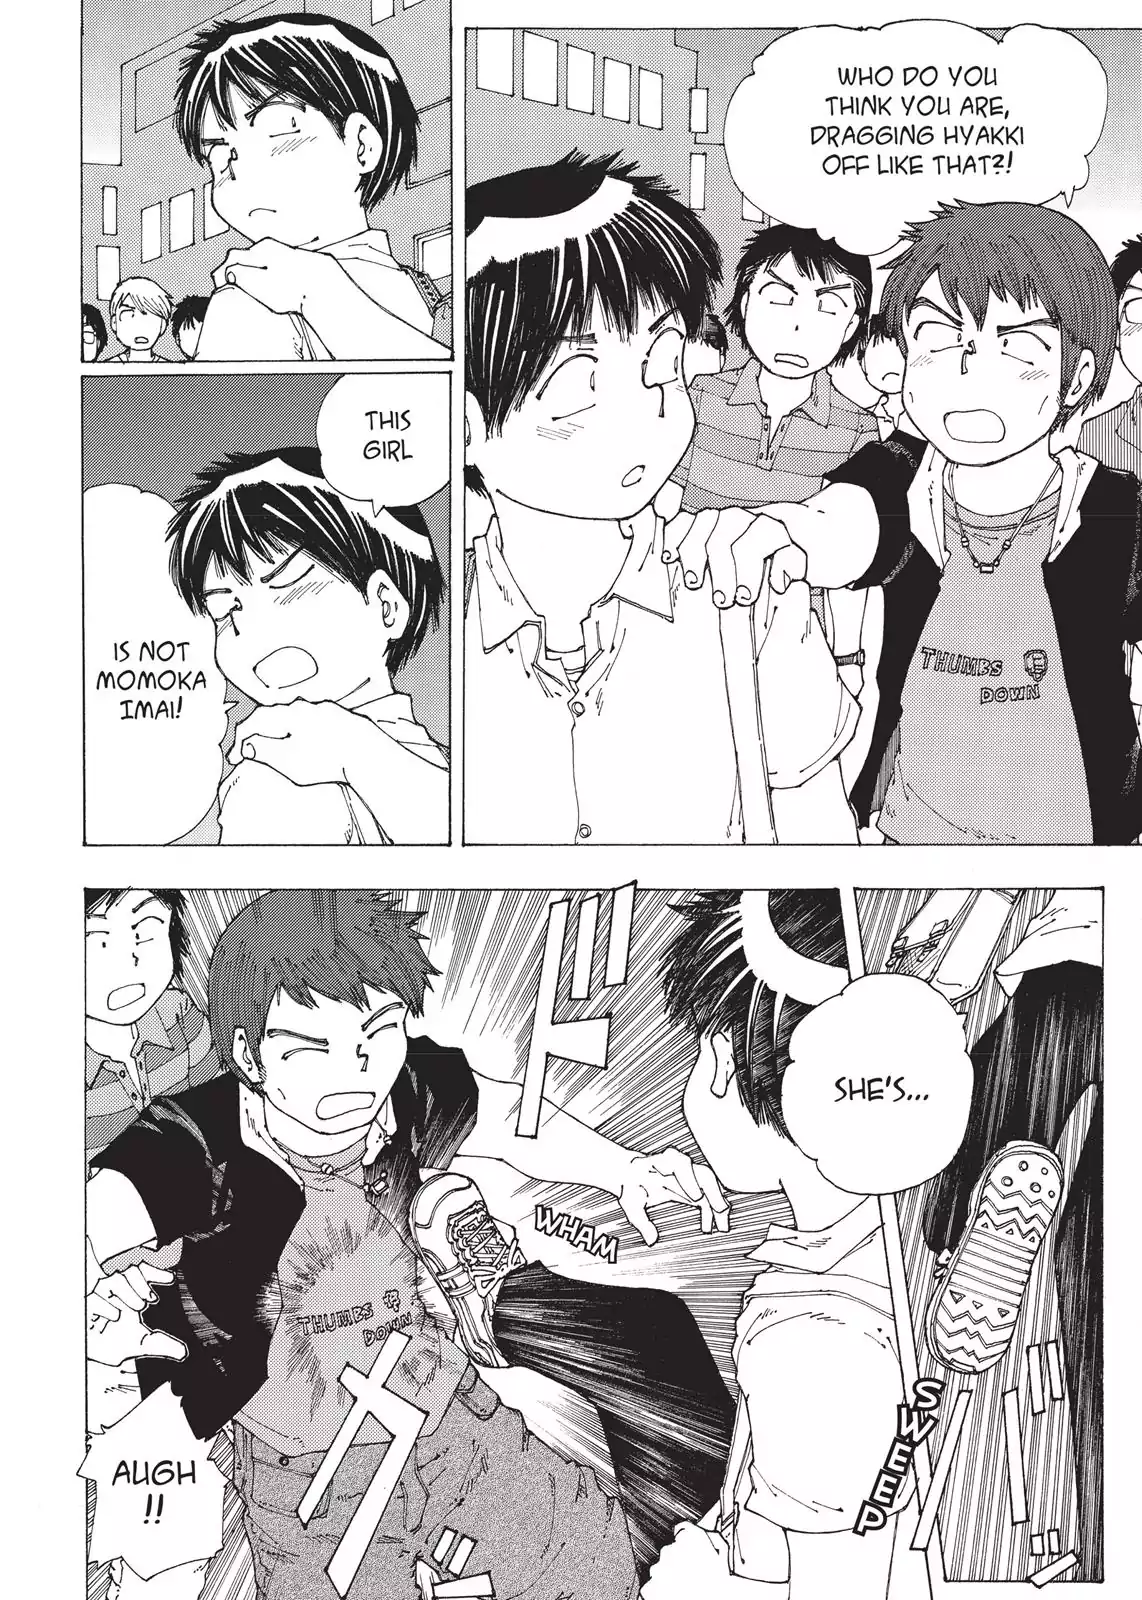 WHO DO YOU
THINK YOU ARE,
DRAGGING HYAKKI
OFF LIKE THAT?!
THUMBS
DOWN
THIS
GIRL
IS NOT
MOMOKA
IMAI!
SHE'S...
SWEEP
ド
WHAM
THUMBS
DOWN
AUGH
!!